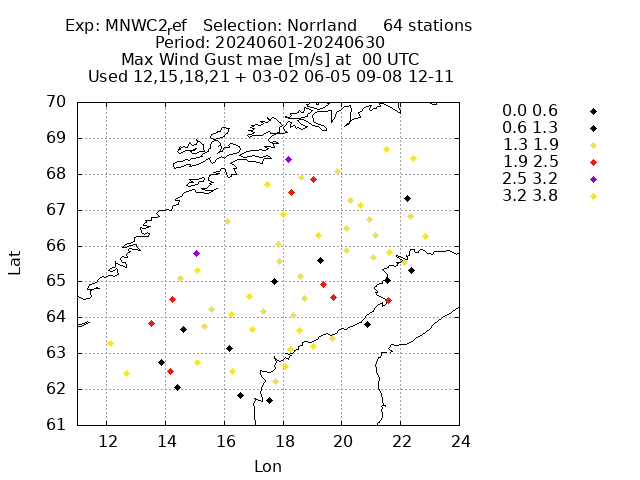 Exp: MNWC2ref Selection: Norrland 64 stations
Period: 20240601-20240630
Max Wind Gust mae [m/s] at 00 UTC
Used 12,15,18,21 + 03-02 06-05 09-08 12-11
70
69
68
67
66
65
64
63
62
61
12 14 16 18 20 22 24
Lat
Lon
0.0 0.6
0.6 1.3
1.3 1.9
1.9 2.5
2.5 3.2
3.2 3.8